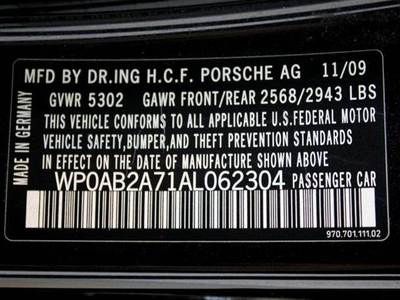 MFD BY DR.ING H.C.F. PORSCHE AG 11/09
GVWR 5302 GAWR FRONT/REAR 2568/2943 LBS
THIS VEHICLE CONFORMS TO ALL APPLICABLE
U.S.FEDERAL MOTOR
VEHICLE SAFETY,BUMPER,AND THEFT PREVENTION STANDARDS
IN EFFECT ON THE DATE OF MANUFACTURE SHOWN ABOVE.
WP0AB2A71AL062304 PASSENGER CAR
MADE IN GERMANY
970.701.111.02